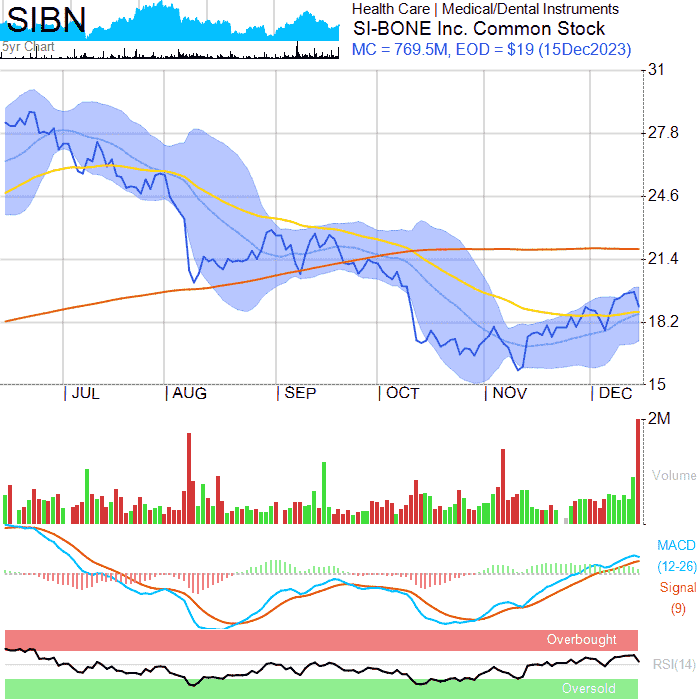 SIBN
5yr Chart
Health Care | Medical/Dental Instruments
SI-BONE Inc. Common Stock
MC = 769.5M, EOD = $19 (15Dec2023)
31
27.8
24.6
21.4
18.2
15
| JUL | AUG | SEP | OCT | NOV | DEC
2M
Volume
MACD
(12-26)
Signal
(9)
Overbought
RSI(14)
Oversold